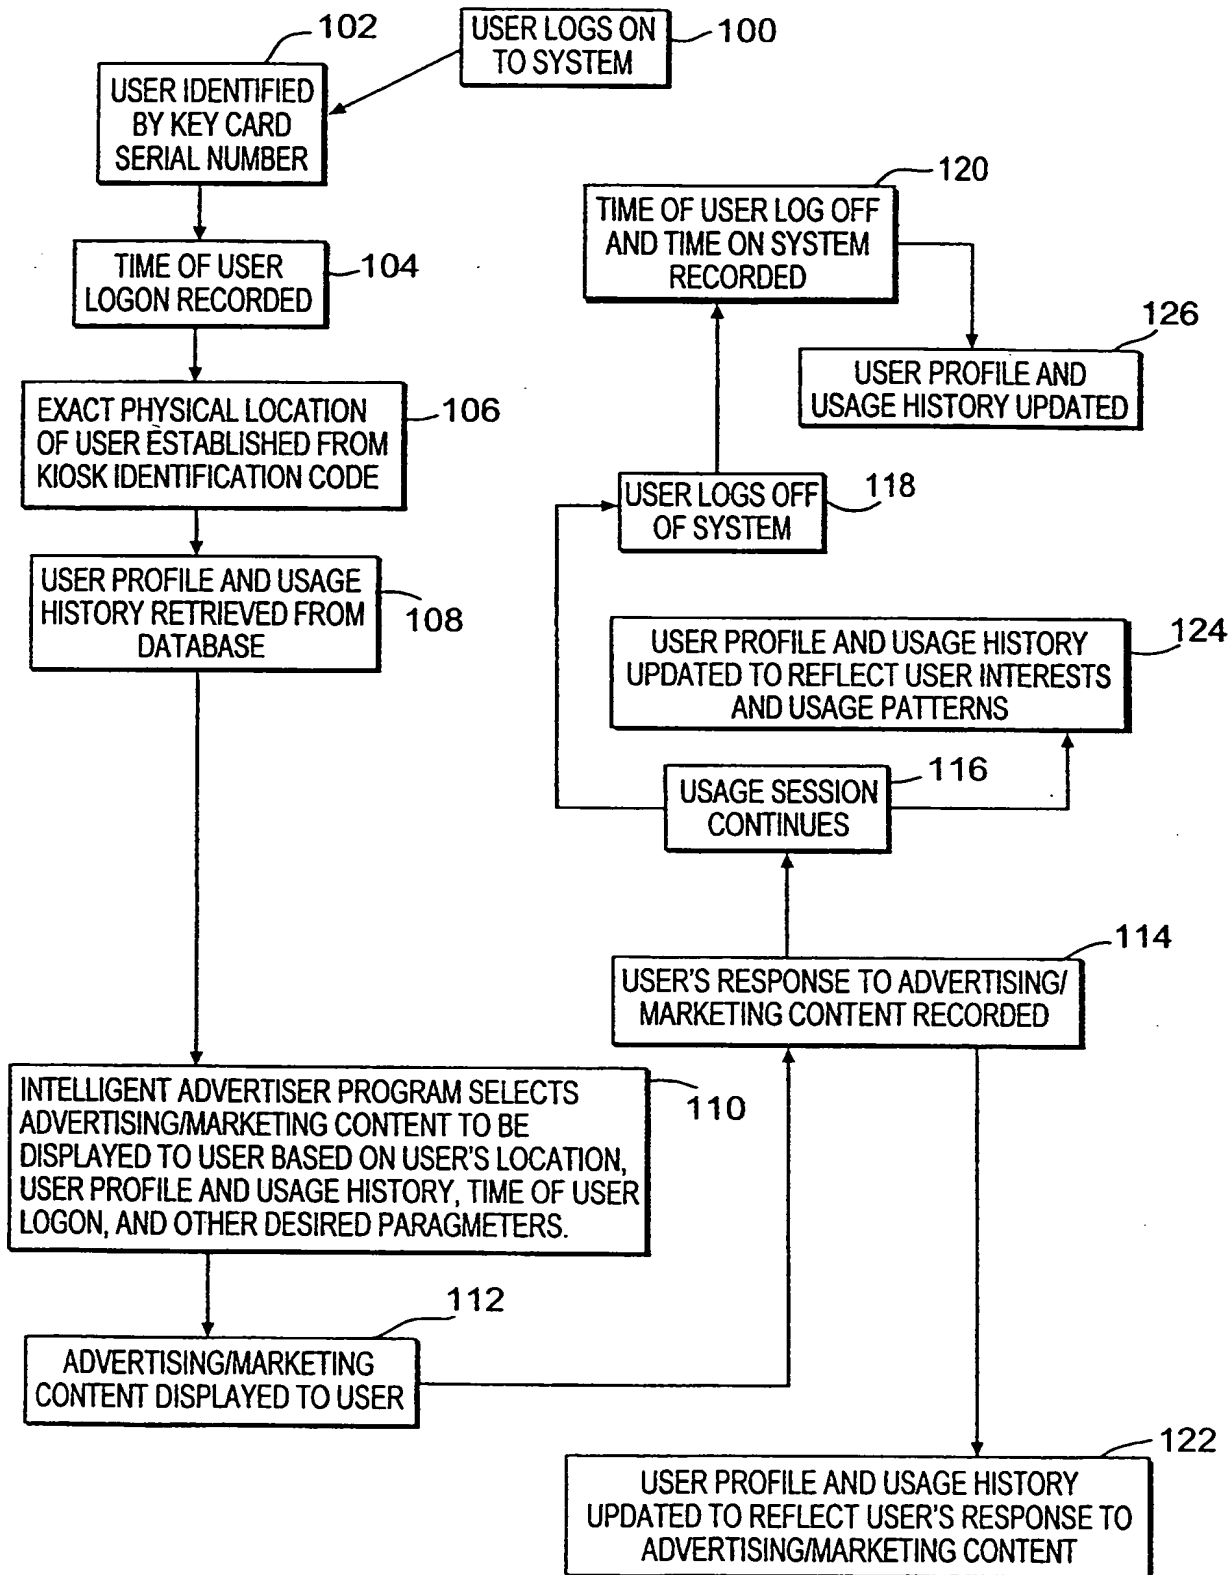 USER LOGS ON
TO SYSTEM
100
102
USER IDENTIFIED
BY KEY CARD
SERIAL NUMBER
TIME OF USER
LOGON RECORDED
104
EXACT PHYSICAL LOCATION
OF USER ESTABLISHED FROM
KIOSK IDENTIFICATION CODE
106
USER PROFILE AND USAGE
HISTORY RETRIEVED FROM
DATABASE
108
INTELLIGENT ADVERTISER PROGRAM SELECTS
ADVERTISING/MARKETING CONTENT TO BE
DISPLAYED TO USER BASED ON USER'S LOCATION,
USER PROFILE AND USAGE HISTORY, TIME OF USER
LOGON, AND OTHER DESIRED PARAGMETERS.
110
112
ADVERTISING/MARKETING
CONTENT DISPLAYED TO USER
114
USER'S RESPONSE TO ADVERTISING/
MARKETING CONTENT RECORDED
116
USAGE SESSION
CONTINUES
USER LOGS OFF
OF SYSTEM
118
120
TIME OF USER LOG OFF
AND TIME ON SYSTEM
RECORDED
122
USER PROFILE AND USAGE HISTORY
UPDATED TO REFLECT USER'S RESPONSE TO
ADVERTISING/MARKETING CONTENT
124
USER PROFILE AND USAGE HISTORY
UPDATED TO REFLECT USER INTERESTS
AND USAGE PATTERNS
126
USER PROFILE AND
USAGE HISTORY UPDATED